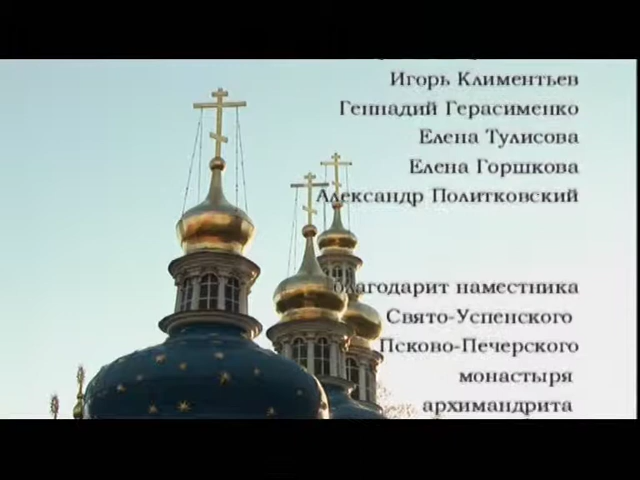 Игорь Климентьев
Геннадий Герасименко
Елена Тулисова
Елена Горшкова
Александр Политковский
благодарит наместника
Свято-Успенского
Псково-Печерского
монастыря
архимандрита